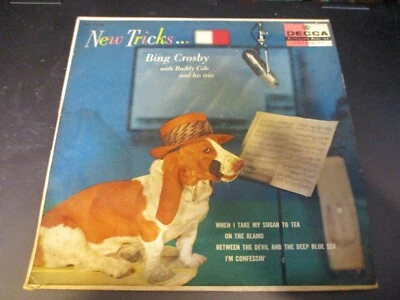 New Tricks...
DECCA
Bing Crosby
with Buddy Cole
and his trio
WHEN I TAKE MY SUGAR TO TEA
ON THE ALAMO
BETWEEN THE DEVIL AND THE DEEP BLUE SEA
I'M CONFESSIN'